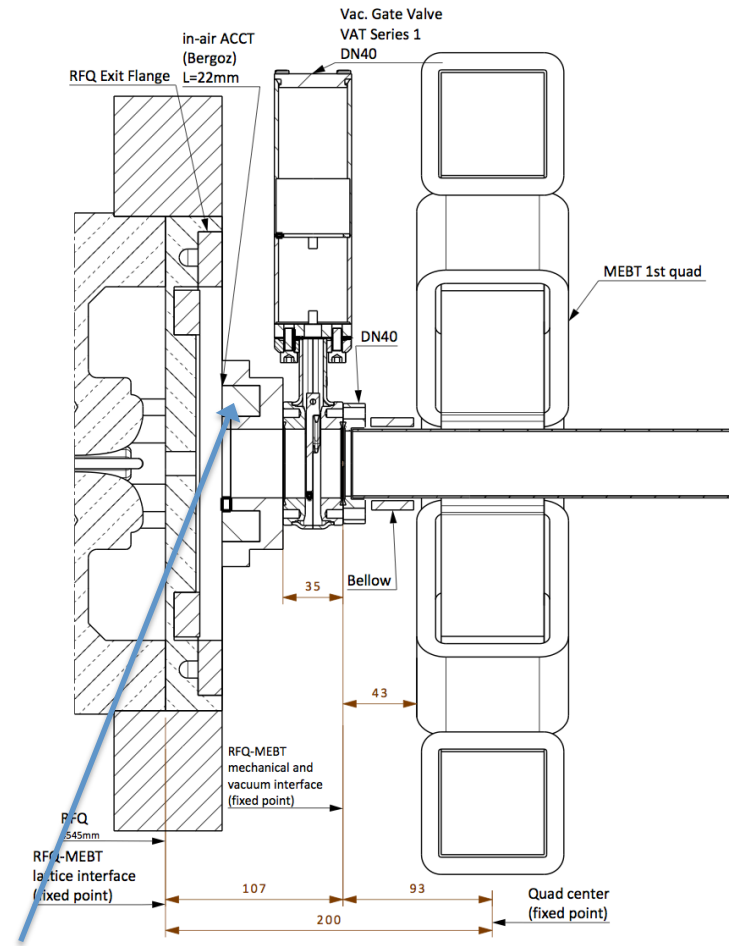 Vac. Gate Valve
VAT Series 1
DN40
in-air ACCT
(Bergoz)
L=22mm
RFQ Exit Flange
MEBT 1st quad
DN40
Bellow
35
43
RFQ-MEBT
mechanical and
vacuum interface
(fixed point)
RFQ
545mm
RFQ-MEBT
lattice interface
(fixed point)
107
93
Quad center
(fixed point)
200